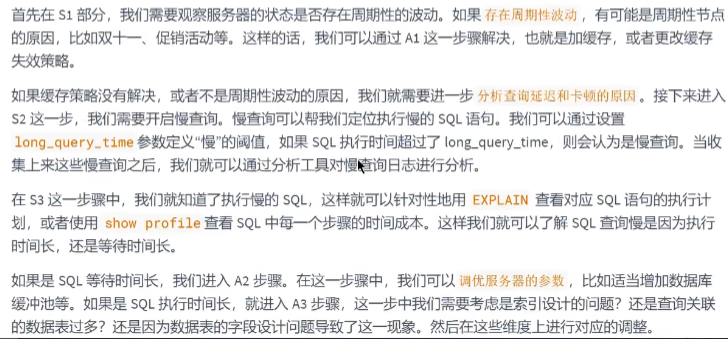 首先在 S1 部分，我们需要观察服务器的状态是否存在周期性的波动。如果 存在周期性波动 ，有可能是周期性节点
的原因，比如双十一、促销活动等。这样的话，我们可以通过 A1 这一步骤解决，也就是加缓存，或者更改缓存
失效策略。
如果缓存策略没有解决，或者不是周期性波动的原因，我们就需要进一步 分析查询延迟和卡顿的原因 。接下来进入
S2 这一步，我们需要开启慢查询。慢查询可以帮我们定位执行慢的 SQL 语句。我们可以通过设置
long_query_time 参数定义“慢”的阈值，如果 SQL 执行时间超过了 long_query_time，则会认为是慢查询。当收
集上来这些慢查询之后，我们就可以通过分析工具对慢查询日志进行分析。
在 S3 这一步骤中，我们就知道了执行慢的 SQL，这样就可以针对性地用 EXPLAIN 查看对应 SQL 语句的执行计
划，或者使用 show profile 查看 SQL 中每一个步骤的时间成本。这样我们就可以了解 SQL 查询慢是因为执行
时间长，还是等待时间长。
如果是 SQL 等待时间长，我们进入 A2 步骤。在这一步骤中，我们可以 调优服务器的参数 ，比如适当增加数据库
缓冲池等。如果是 SQL 执行时间长，就进入 A3 步骤，这一步中我们需要考虑是索引设计的问题？还是查询关联
的数据表过多？还是因为数据表的字段设计问题导致了这一现象。然后在这些维度上进行对应的调整。